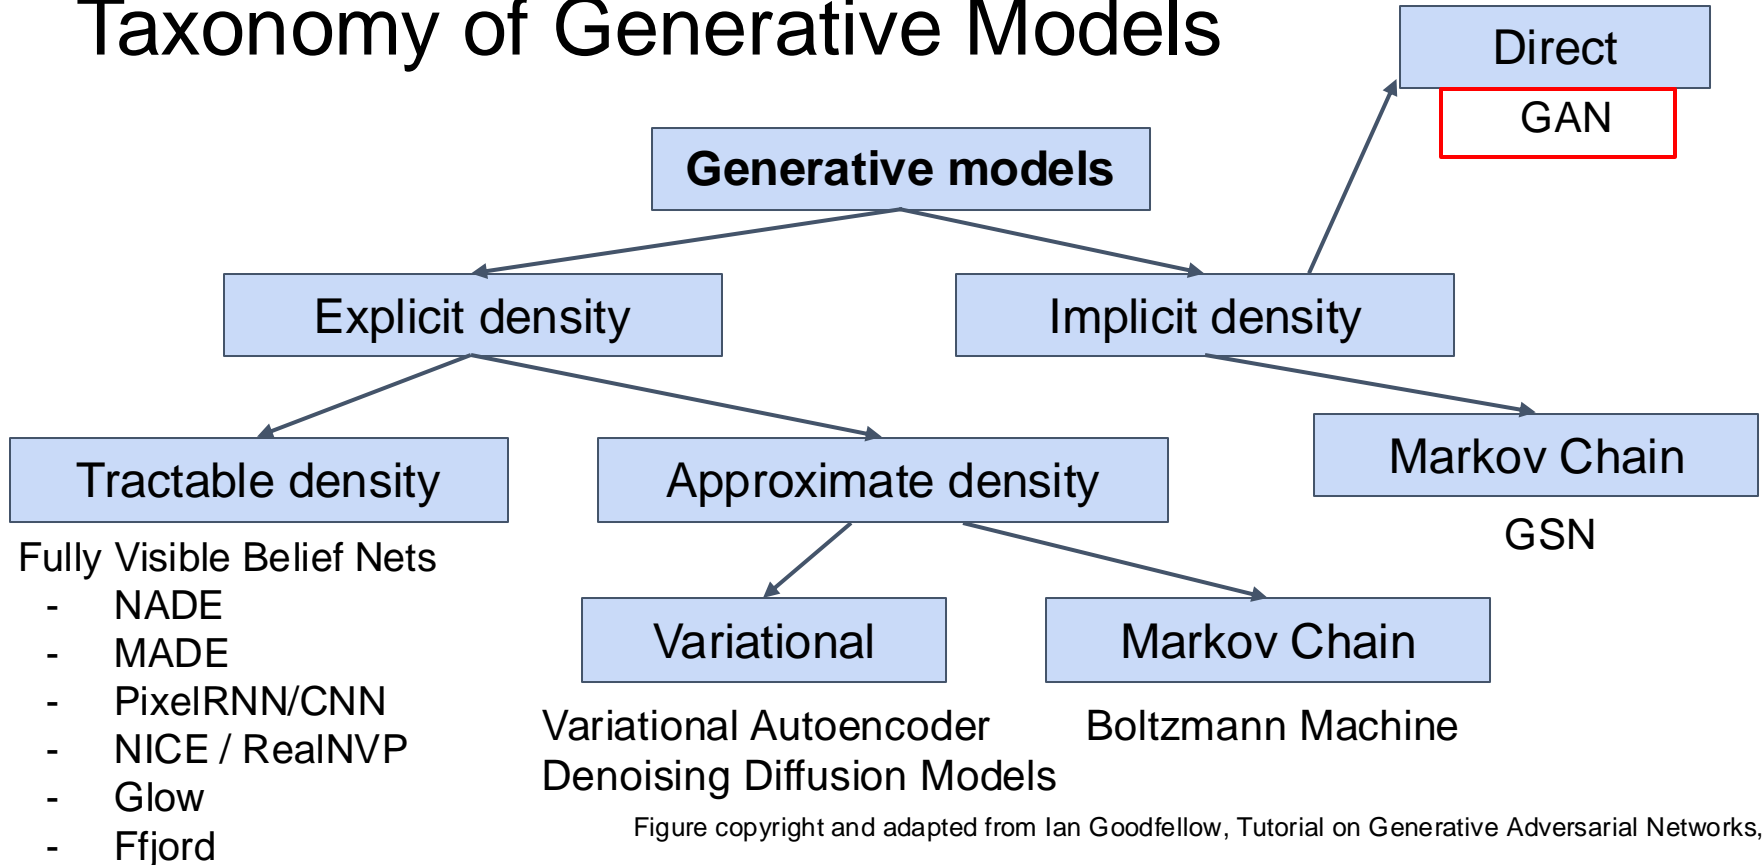 Taxonomy of Generative Models
Direct
GAN
Generative models
Explicit density
Implicit density
Tractable density
Approximate density
Markov Chain
GSN
Fully Visible Belief Nets
- NADE
- MADE
- PixelRNN/CNN
- NICE / RealNVP
- Glow
- Ffjord
Variational
Markov Chain
Variational Autoencoder
Denoising Diffusion Models
Boltzmann Machine
Figure copyright and adapted from Ian Goodfellow, Tutorial on Generative Adversarial Networks,